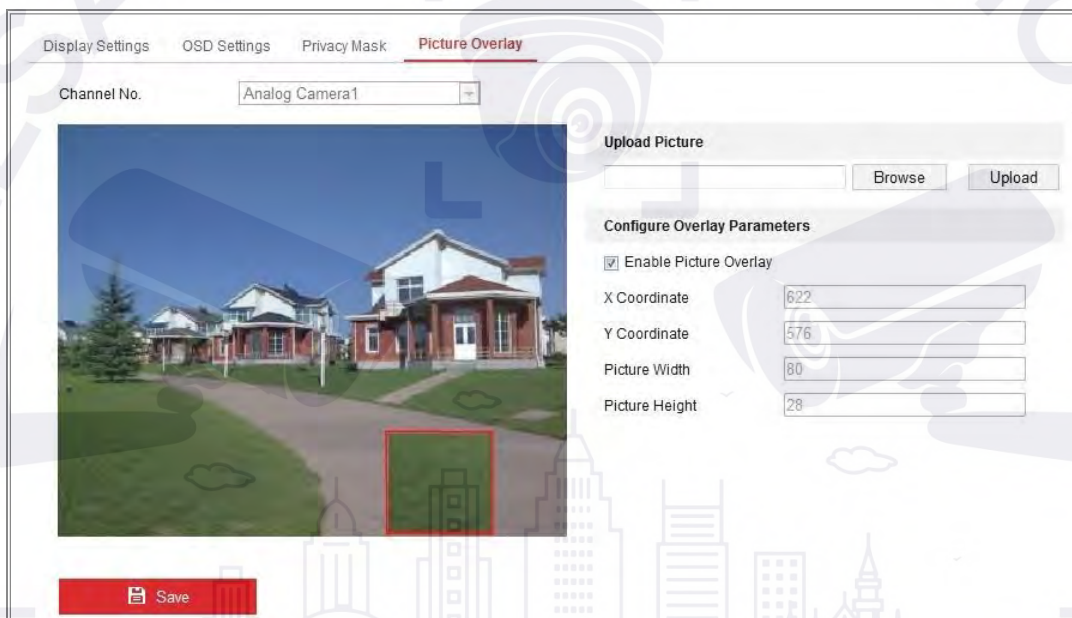 Display Settings OSD Settings Privacy Mask Picture Overlay
Channel No. Analog Camera1
Upload Picture
Browse Upload
Configure Overlay Parameters
Enable Picture Overlay
X Coordinate 622
Y Coordinate 576
Picture Width 80
Picture Height 28
Save